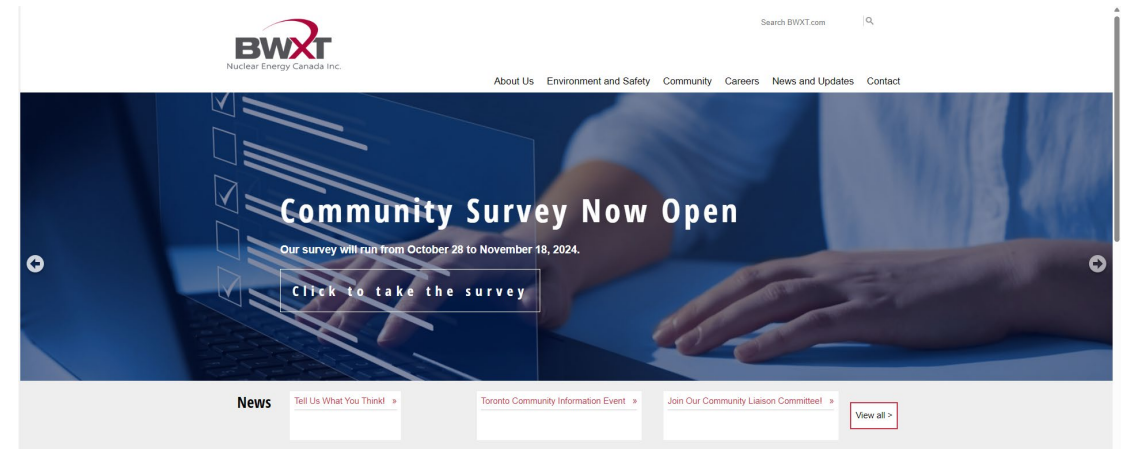 BWXT
Nuclear Energy Canada Inc.
Search BWXT.com
About Us Environment and Safety Community Careers News and Updates Contact
Community Survey Now Open
Our survey will run from October 28 to November 18, 2024.
Click to take the survey
News
Tell Us What You Think! »
Toronto Community Information Event »
Join Our Community Liaison Committee! »
View all >